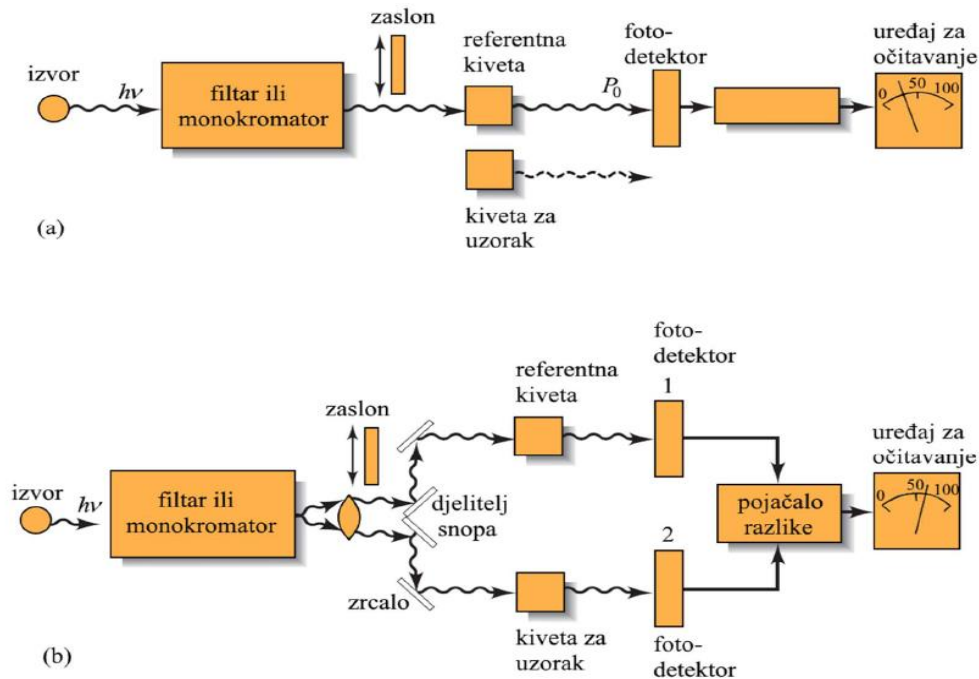 zaslon
izvor
hν
filtar ili
monokromator
referentna
kiveta
P₀
foto-
detektor
uređaj za
očitavanje
0 50 100
kiveta za
uzorak
(a)
zaslon
izvor
hν
filtar ili
monokromator
djelitelj
snopa
zrcalo
referentna
kiveta
foto-
detektor
1
kiveta za
uzorak
2
foto-
detektor
pojačalo
razlike
uređaj za
očitavanje
0 50 100
(b)